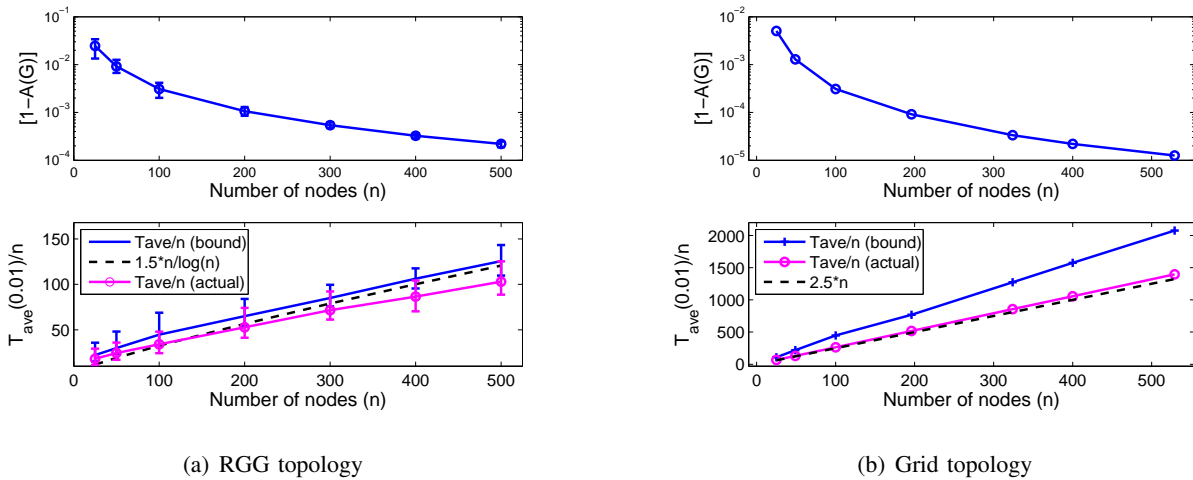 10^-1
10^-2
10^-3
10^-4
[1−A(G)]
0 100 200 300 400 500
Number of nodes (n)
150
100
50
T_ave(0.01)/n
Tave/n (bound)
1.5*n/log(n)
Tave/n (actual)
0 100 200 300 400 500
Number of nodes (n)
(a) RGG topology
10^-2
10^-3
10^-4
10^-5
[1−A(G)]
0 100 200 300 400 500
Number of nodes (n)
2000
1500
1000
500
0
T_ave(0.01)/n
Tave/n (bound)
Tave/n (actual)
2.5*n
0 100 200 300 400 500
Number of nodes (n)
(b) Grid topology